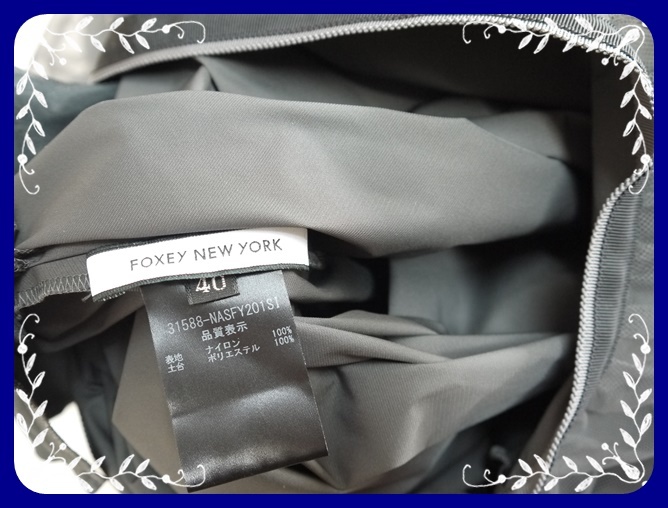 FOXEY NEW YORK
40
31588-NASFY201S1
品質表示
表地 ナイロン 100%
土台 ポリエステル 100%